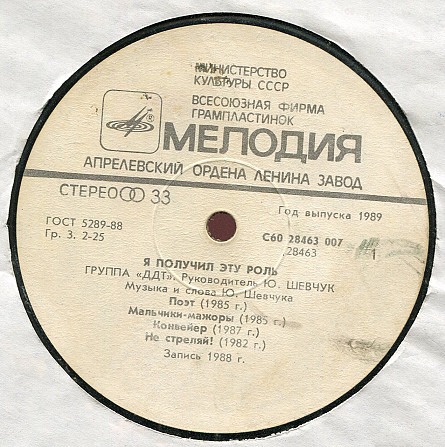 МИНИСТЕРСТВО
КУЛЬТУРЫ СССР
ВСЕСОЮЗНАЯ ФИРМА
ГРАМПЛАСТИНОК
МЕЛОДИЯ
АПРЕЛЕВСКИЙ ОРДЕНА ЛЕНИНА ЗАВОД
СТЕРЕО 33
Год выпуска 1989
ГОСТ 5289-88
Гр. 3. 2-25
С60 28463 007
28463
1
Я ПОЛУЧИЛ ЭТУ РОЛЬ
ГРУППА «ДДТ». Руководитель Ю. ШЕВЧУК
Музыка и слова Ю. Шевчука
Поэт (1985 г.)
Мальчики-мажоры (1985 г.)
Конвейер (1987 г.)
Не стреляй! (1982 г.)
Запись 1988 г.